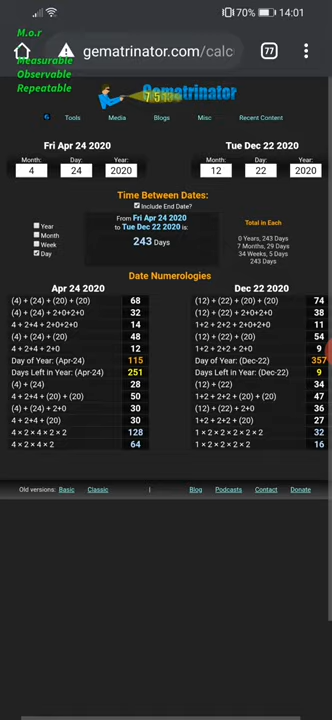 M.o.r
Measurable
Observable
Repeatable
70% 14:01
gematrinator.com/calc
77
Gematrinator
Tools Media Blogs Misc Recent Content
Fri Apr 24 2020
Month: Day: Year:
4 24 2020
Tue Dec 22 2020
Month: Day: Year:
12 22 2020
Time Between Dates:
Include End Date?
Year
Month
Week
Day
From Fri Apr 24 2020
to Tue Dec 22 2020 is:
243 Days
Total in Each
0 Years, 243 Days
7 Months, 29 Days
34 Weeks, 5 Days
243 Days
Date Numerologies
Apr 24 2020
(4) + (24) + (20) + (20) 68
(4) + (24) + 2+0+2+0 32
4 + 2+4 + 2+0+2+0 14
(4) + (24) + (20) 48
4 + 2+4 + 2+0 12
Day of Year: (Apr-24) 115
Days Left in Year: (Apr-24) 251
(4) + (24) 28
4 + 2+4 + (20) + (20) 50
(4) + (24) + 2+0 30
4 + 2+4 + (20) 30
4 × 2 × 4 × 2 × 2 128
4 × 2 × 4 × 2 64
Dec 22 2020
(12) + (22) + (20) + (20) 74
(12) + (22) + 2+0+2+0 38
1+2 + 2+2 + 2+0+2+0 11
(12) + (22) + (20) 54
1+2 + 2+2 + 2+0 9
Day of Year: (Dec-22) 357
Days Left in Year: (Dec-22) 9
(12) + (22) 34
1+2 + 2+2 + (20) + (20) 47
(12) + (22) + 2+0 36
1+2 + 2+2 + (20) 27
1 × 2 × 2 × 2 × 2 × 2 32
1 × 2 × 2 × 2 × 2 16
Old versions: Basic Classic | Blog Podcasts Contact Donate